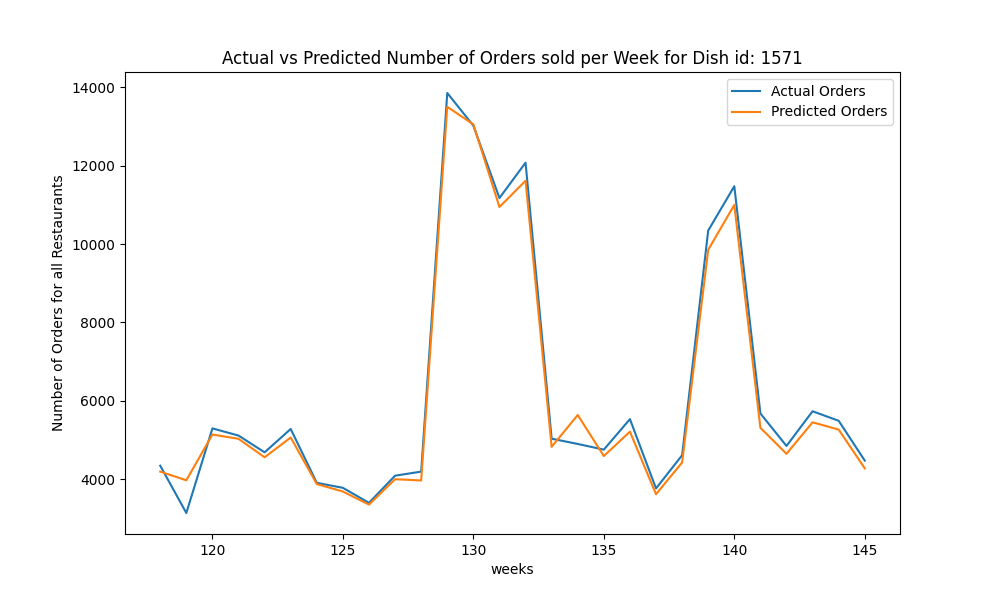 Actual vs Predicted Number of Orders sold per Week for Dish id: 1571
Actual Orders
Predicted Orders
Number of Orders for all Restaurants
14000
12000
10000
8000
6000
4000
120 125 130 135 140 145
weeks